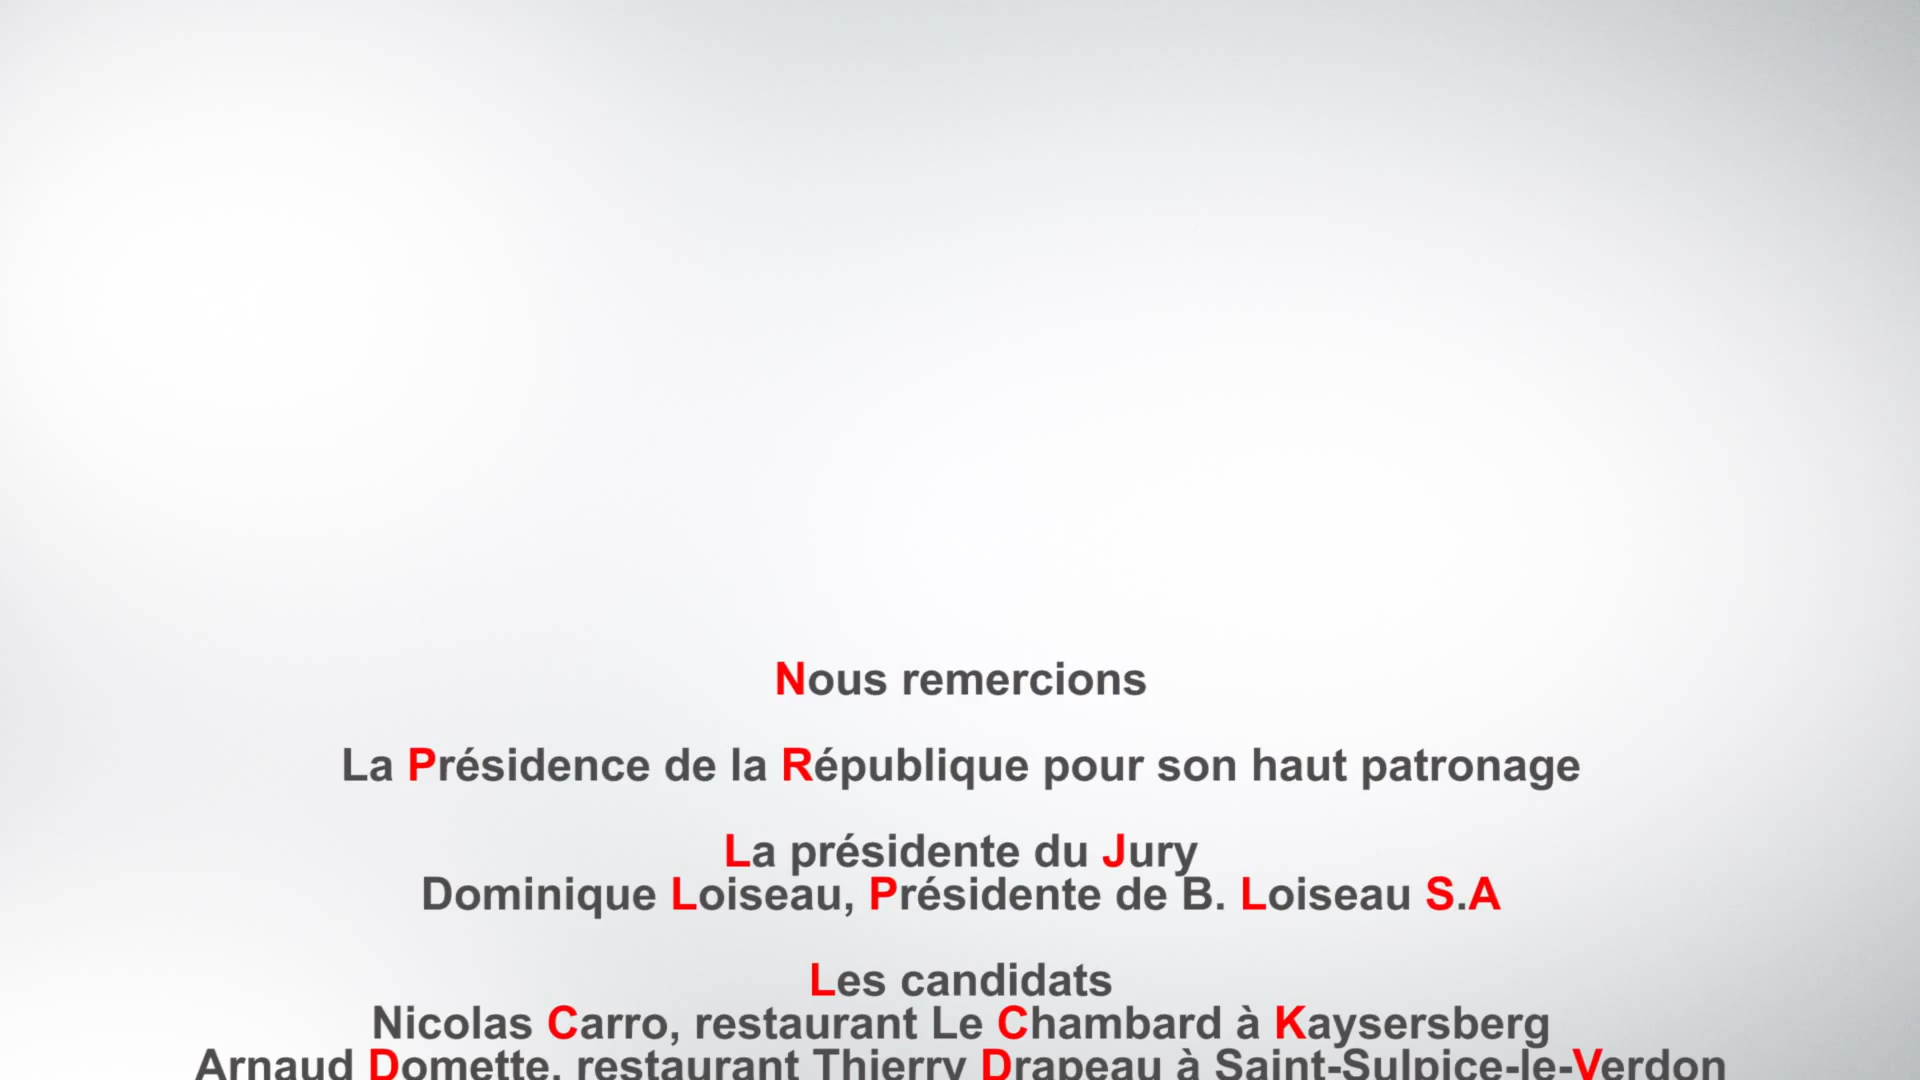 Nous remercions
La Présidence de la République pour son haut patronage
La présidente du Jury
Dominique Loiseau, Présidente de B. Loiseau S.A
Les candidats
Nicolas Carro, restaurant Le Chambard à Kaysersberg
Arnaud Domette, restaurant Thierry Drapeau à Saint-Sulpice-le-Verdon